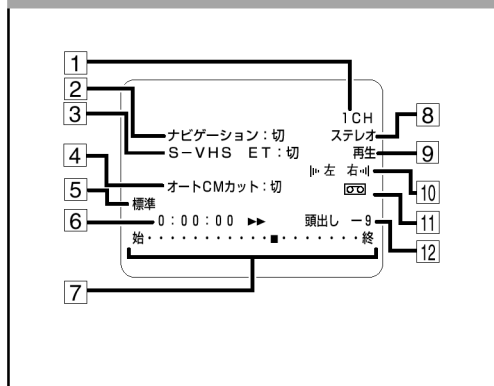 1
2
3
4
5
6
7
8
9
10
11
12
1CH
ナビゲーション：切 ステレオ
S－VHS ET：切 再生
左 右
オートCMカット：切
標準
0：00：00 ►► 頭出し －9
始・・・・・・・・・・・■・・・・・・・終